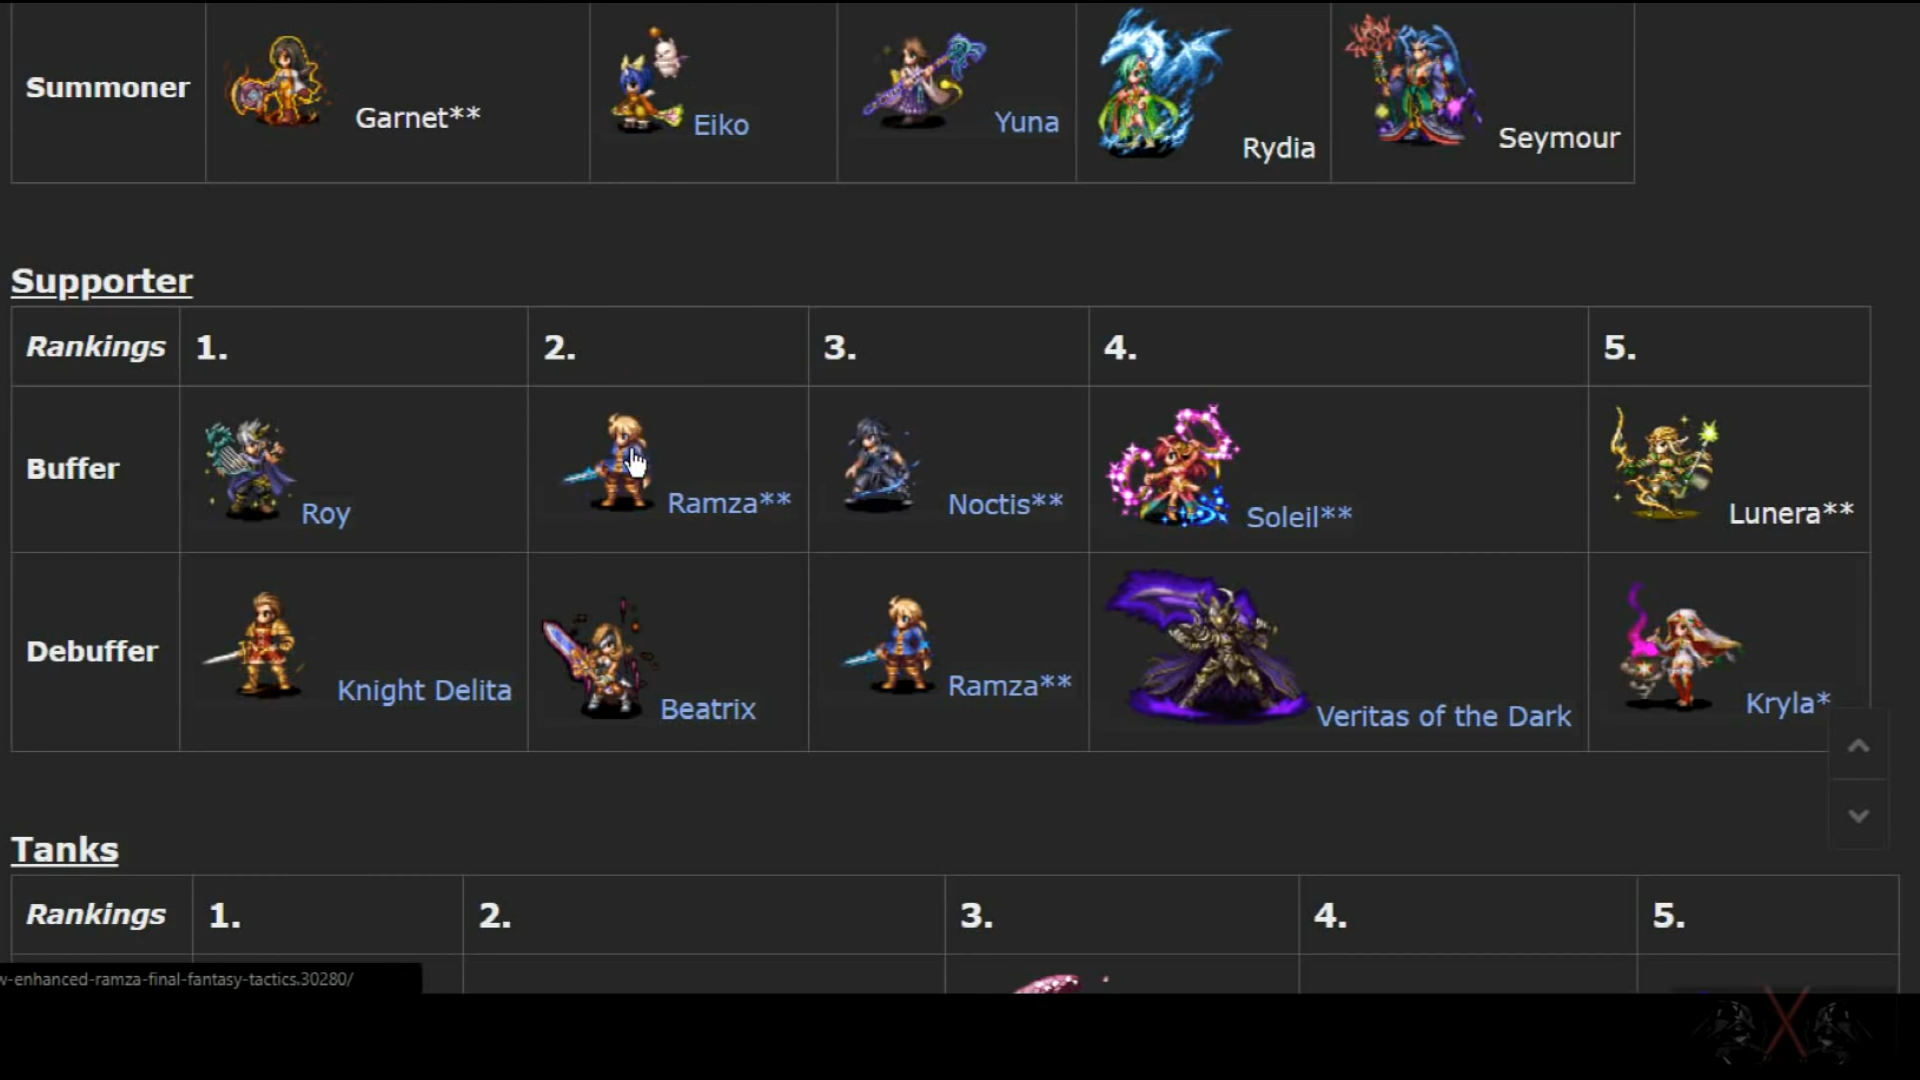 Summoner Garnet** Eiko Yuna Rydia Seymour
Supporter
Rankings 1. 2. 3. 4. 5.
Buffer Roy Ramza** Noctis** Soleil** Lunera**
Debuffer Knight Delita Beatrix Ramza** Veritas of the Dark Kryla*
Tanks
Rankings 1. 2. 3. 4. 5.
w-enhanced-ramza-final-fantasy-tactics.30280/